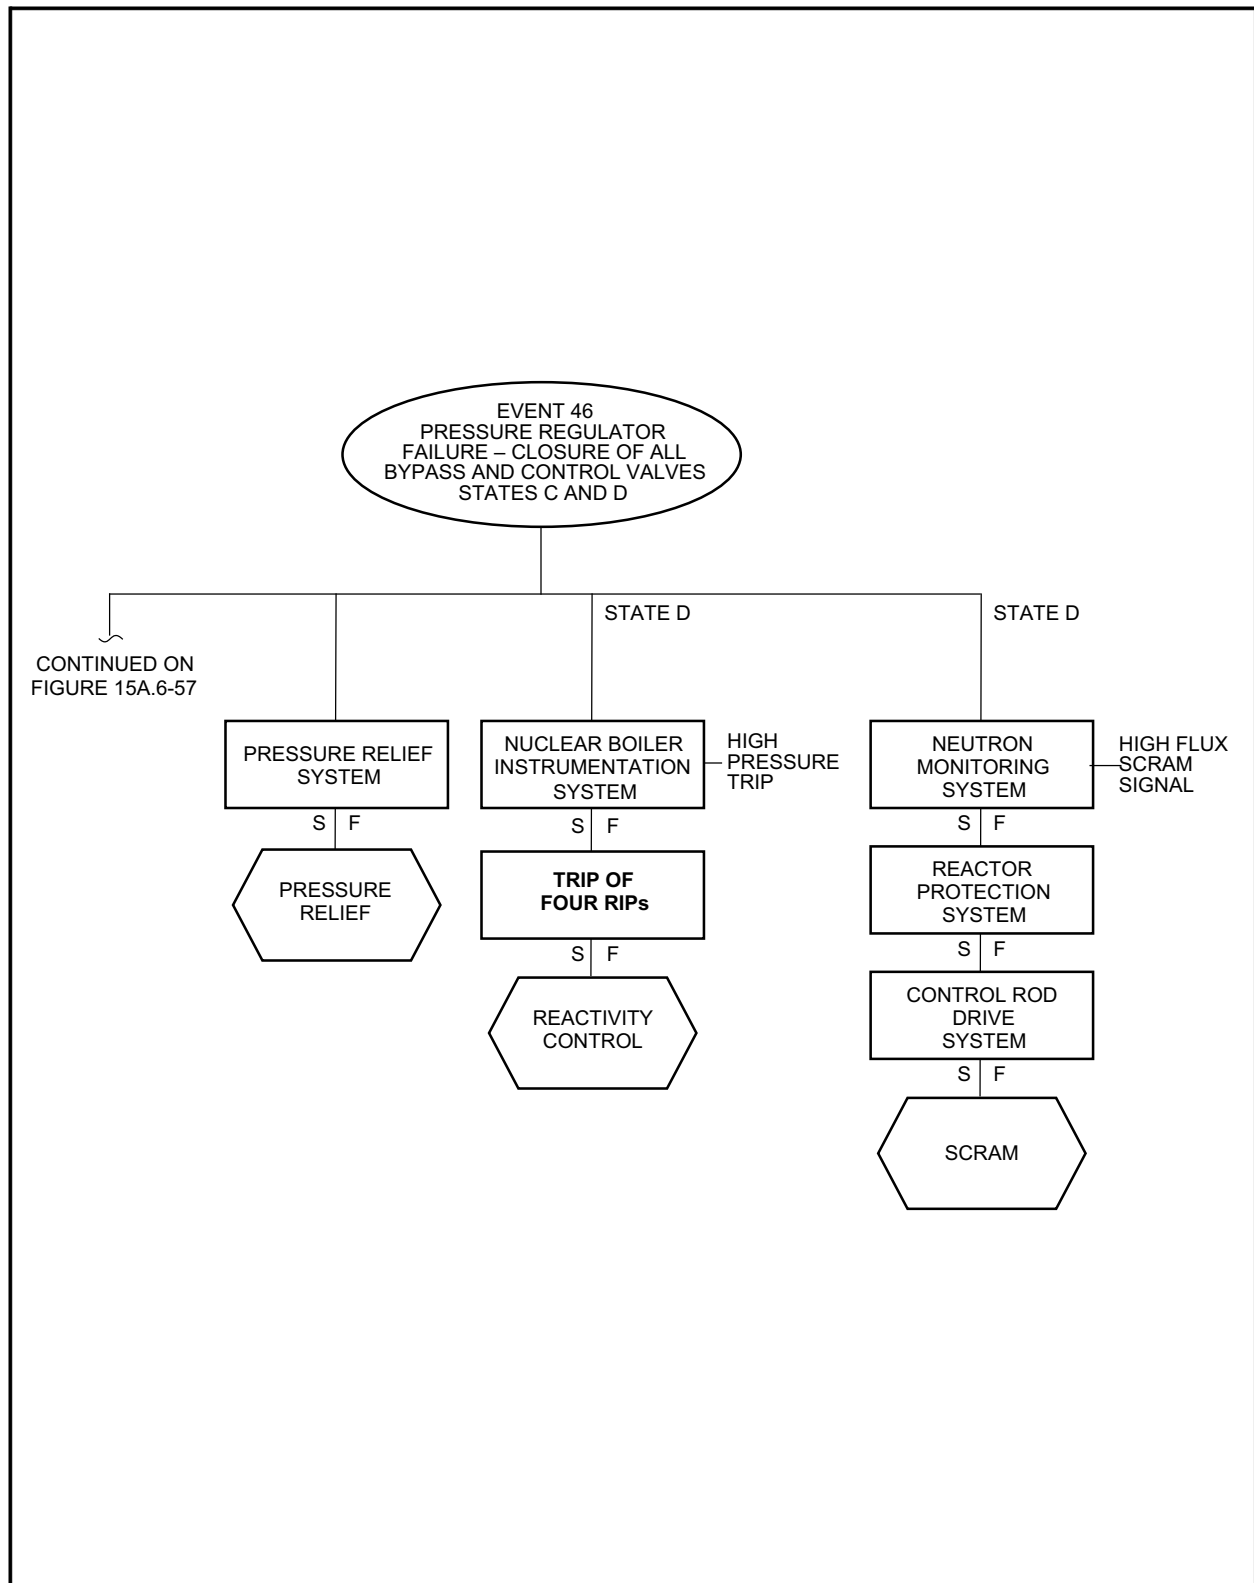 EVENT 46
PRESSURE REGULATOR
FAILURE – CLOSURE OF ALL
BYPASS AND CONTROL VALVES
STATES C AND D
STATE D
STATE D
CONTINUED ON
FIGURE 15A.6-57
PRESSURE RELIEF
SYSTEM
S F
PRESSURE
RELIEF
NUCLEAR BOILER
INSTRUMENTATION
SYSTEM
HIGH
PRESSURE
TRIP
S F
TRIP OF
FOUR RIPs
S F
REACTIVITY
CONTROL
NEUTRON
MONITORING
SYSTEM
HIGH FLUX
SCRAM
SIGNAL
S F
REACTOR
PROTECTION
SYSTEM
S F
CONTROL ROD
DRIVE
SYSTEM
S F
SCRAM